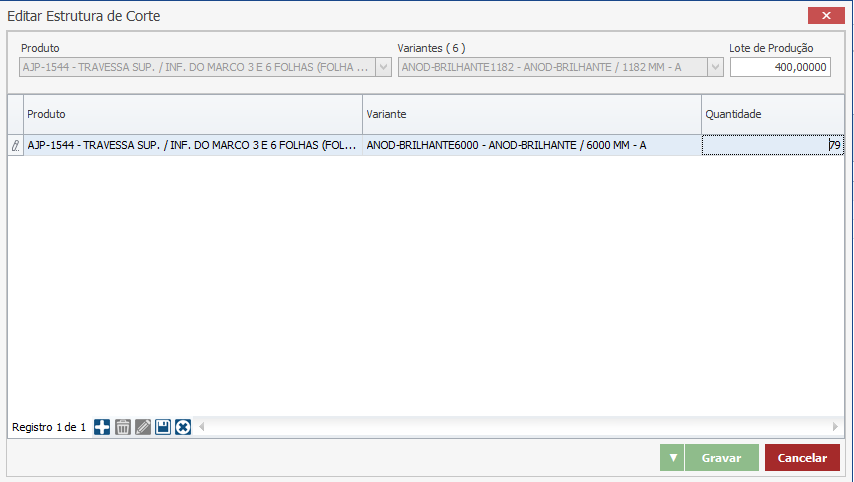 Editar Estrutura de Corte
Produto
Variantes ( 6 )
Lote de Produção
AJP-1544 - TRAVESSA SUP. / INF. DO MARCO 3 E 6 FOLHAS (FOLHA ...
ANOD-BRILHANTE1182 - ANOD-BRILHANTE / 1182 MM - A
400,00000
Produto
Variante
Quantidade
AJP-1544 - TRAVESSA SUP. / INF. DO MARCO 3 E 6 FOLHAS (FOL...
ANOD-BRILHANTE6000 - ANOD-BRILHANTE / 6000 MM - A
79
Registro 1 de 1
Gravar
Cancelar